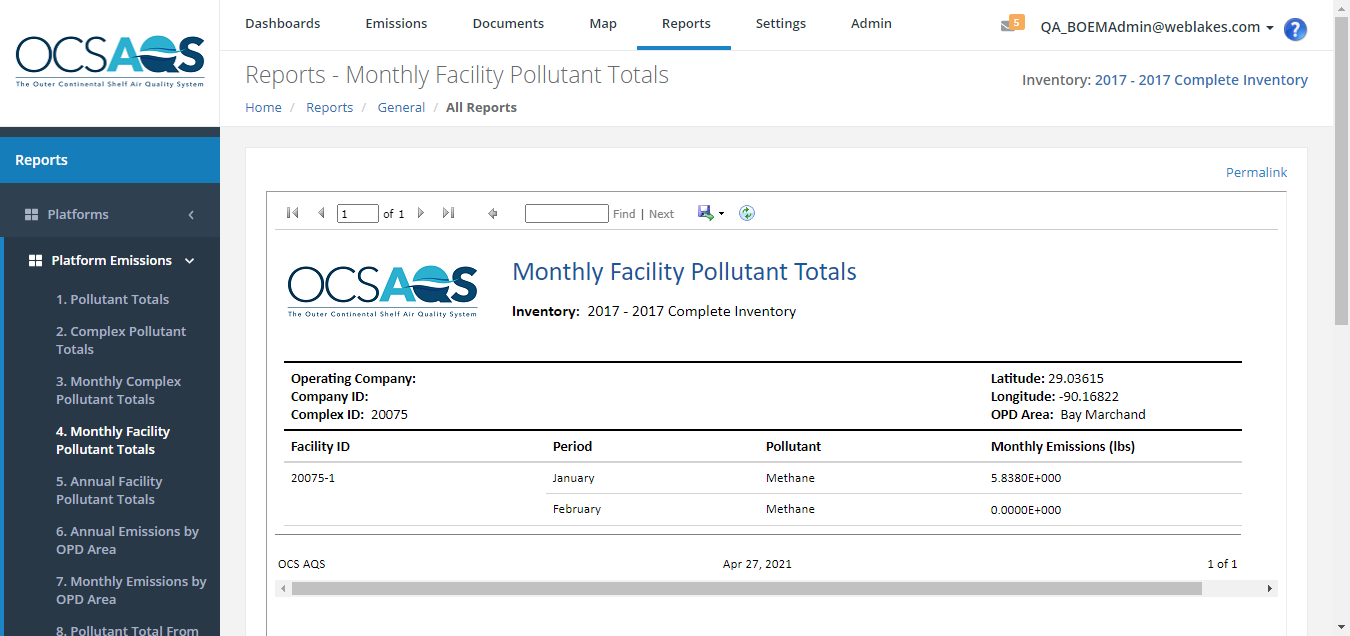 OCSAQS
The Outer Continental Shelf Air Quality System
Dashboards Emissions Documents Map Reports Settings Admin
5 QA_BOEMAdmin@weblakes.com ?
Reports - Monthly Facility Pollutant Totals
Inventory: 2017 - 2017 Complete Inventory
Home / Reports / General / All Reports
Reports
Platforms
Platform Emissions
1. Pollutant Totals
2. Complex Pollutant
Totals
3. Monthly Complex
Pollutant Totals
4. Monthly Facility
Pollutant Totals
5. Annual Facility
Pollutant Totals
6. Annual Emissions by
OPD Area
7. Monthly Emissions by
OPD Area
8. Pollutant Total From
Permalink
1 of 1 Find | Next
OCSAQS
The Outer Continental Shelf Air Quality System
Monthly Facility Pollutant Totals
Inventory: 2017 - 2017 Complete Inventory
Operating Company: Latitude: 29.03615
Company ID: Longitude: -90.16822
Complex ID: 20075 OPD Area: Bay Marchand
Facility ID Period Pollutant Monthly Emissions (lbs)
20075-1 January Methane 5.8380E+000
February Methane 0.0000E+000
OCS AQS Apr 27, 2021 1 of 1